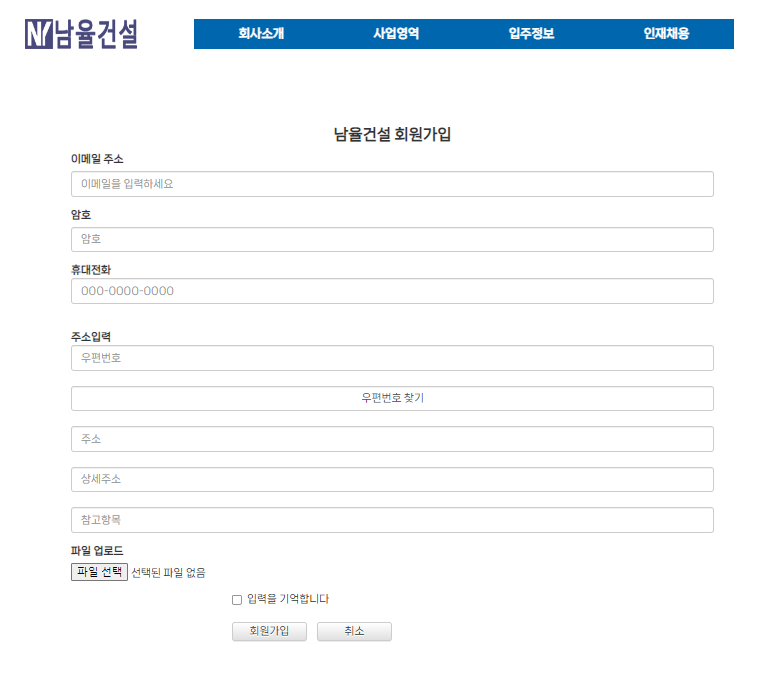 NY남율건설
회사소개 사업영역 입주정보 인재채용
남율건설 회원가입
이메일 주소
이메일을 입력하세요
암호
암호
휴대전화
000-0000-0000
주소입력
우편번호
우편번호 찾기
주소
상세주소
참고항목
파일 업로드
파일 선택 선택된 파일 없음
입력을 기억합니다
회원가입 취소